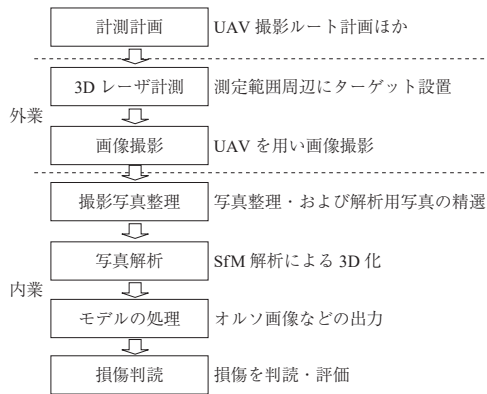 計測計画 UAV 撮影ルート計画ほか
3D レーザ計測 測定範囲周辺にターゲット設置
外業
画像撮影 UAV を用い画像撮影
撮影写真整理 写真整理・および解析用写真の精選
写真解析 SfM 解析による 3D 化
内業
モデルの処理 オルソ画像などの出力
損傷判読 損傷を判読・評価